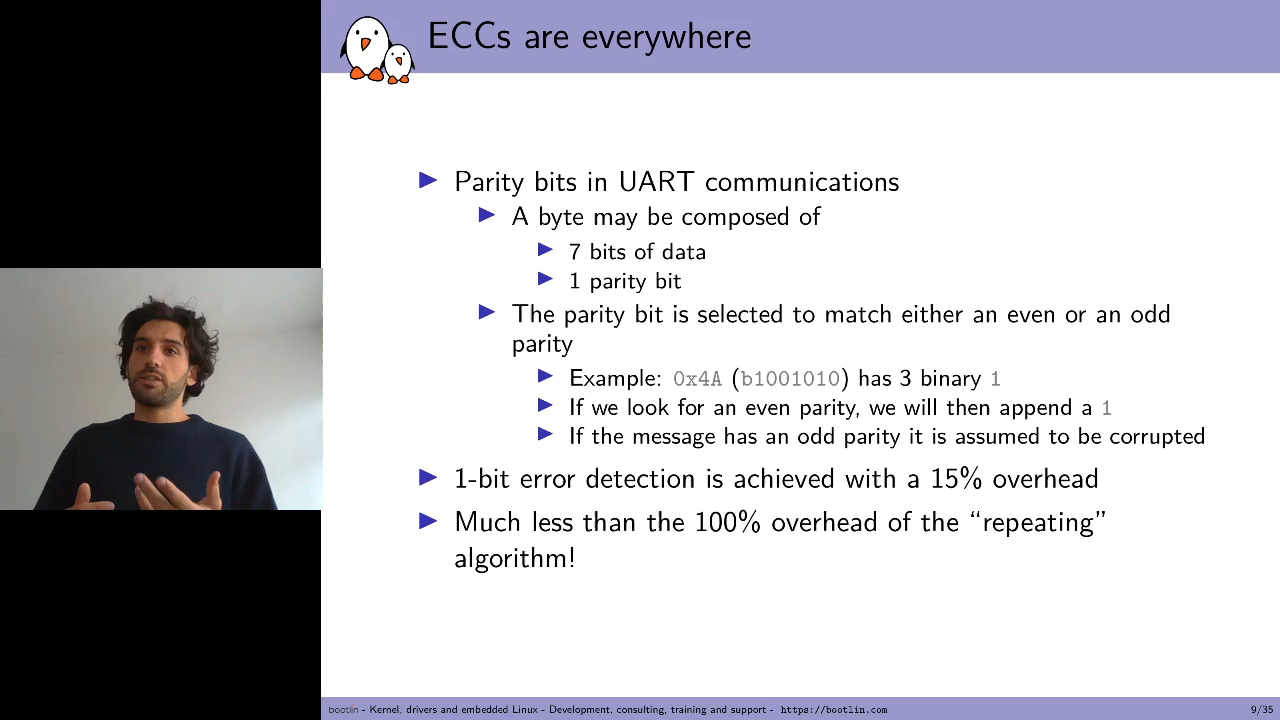 ECCs are everywhere
Parity bits in UART communications
A byte may be composed of
7 bits of data
1 parity bit
The parity bit is selected to match either an even or an odd
parity
Example: 0x4A (b1001010) has 3 binary 1
If we look for an even parity, we will then append a 1
If the message has an odd parity it is assumed to be corrupted
1-bit error detection is achieved with a 15% overhead
Much less than the 100% overhead of the “repeating”
algorithm!
bootlin - Kernel, drivers and embedded Linux - Development, consulting, training and support - https://bootlin.com 9/35